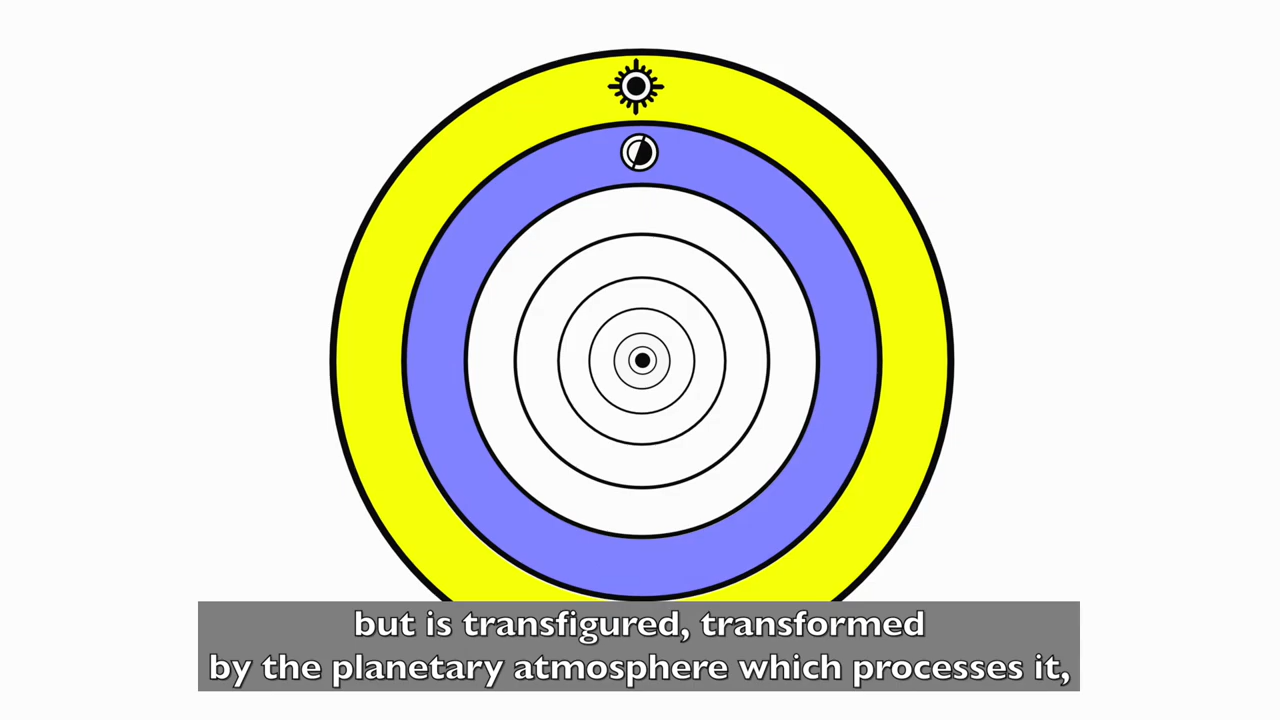 but is transfigured, transformed
by the planetary atmosphere which processes it,